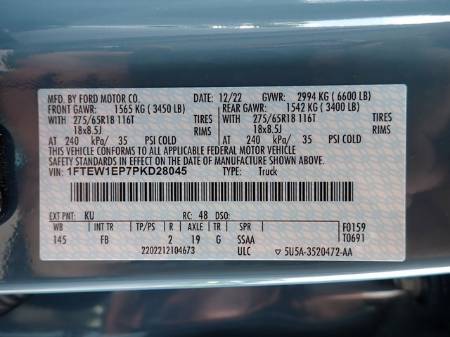 MFD. BY FORD MOTOR CO. 12/22 GVWR: 2994 KG (6600 LB)
FRONT GAWR: 1565 KG (3450 LB) REAR GAWR: 1542 KG (3400 LB)
WITH 275/65R18 116T TIRES WITH 275/65R18 116T TIRES
18x8.5J RIMS 18x8.5J RIMS
AT 240 kPa/ 35 PSI COLD AT 240 kPa/ 35 PSI COLD
THIS VEHICLE CONFORMS TO ALL APPLICABLE FEDERAL MOTOR VEHICLE SAFETY
AND THEFT PREVENTION STANDARDS IN EFFECT ON THE DATE OF MANUFACTURE SHOWN ABOVE.
VIN: 1FTEW1EP7PKD28045 TYPE: Truck
EXT PNT: KU RC: 48 DSO:
WB TB TP/PS R AXLE TR SPR F0159
145 FB 2 19 G SSAA T0691
2202212104673 ULC 5U5A-3520472-AA